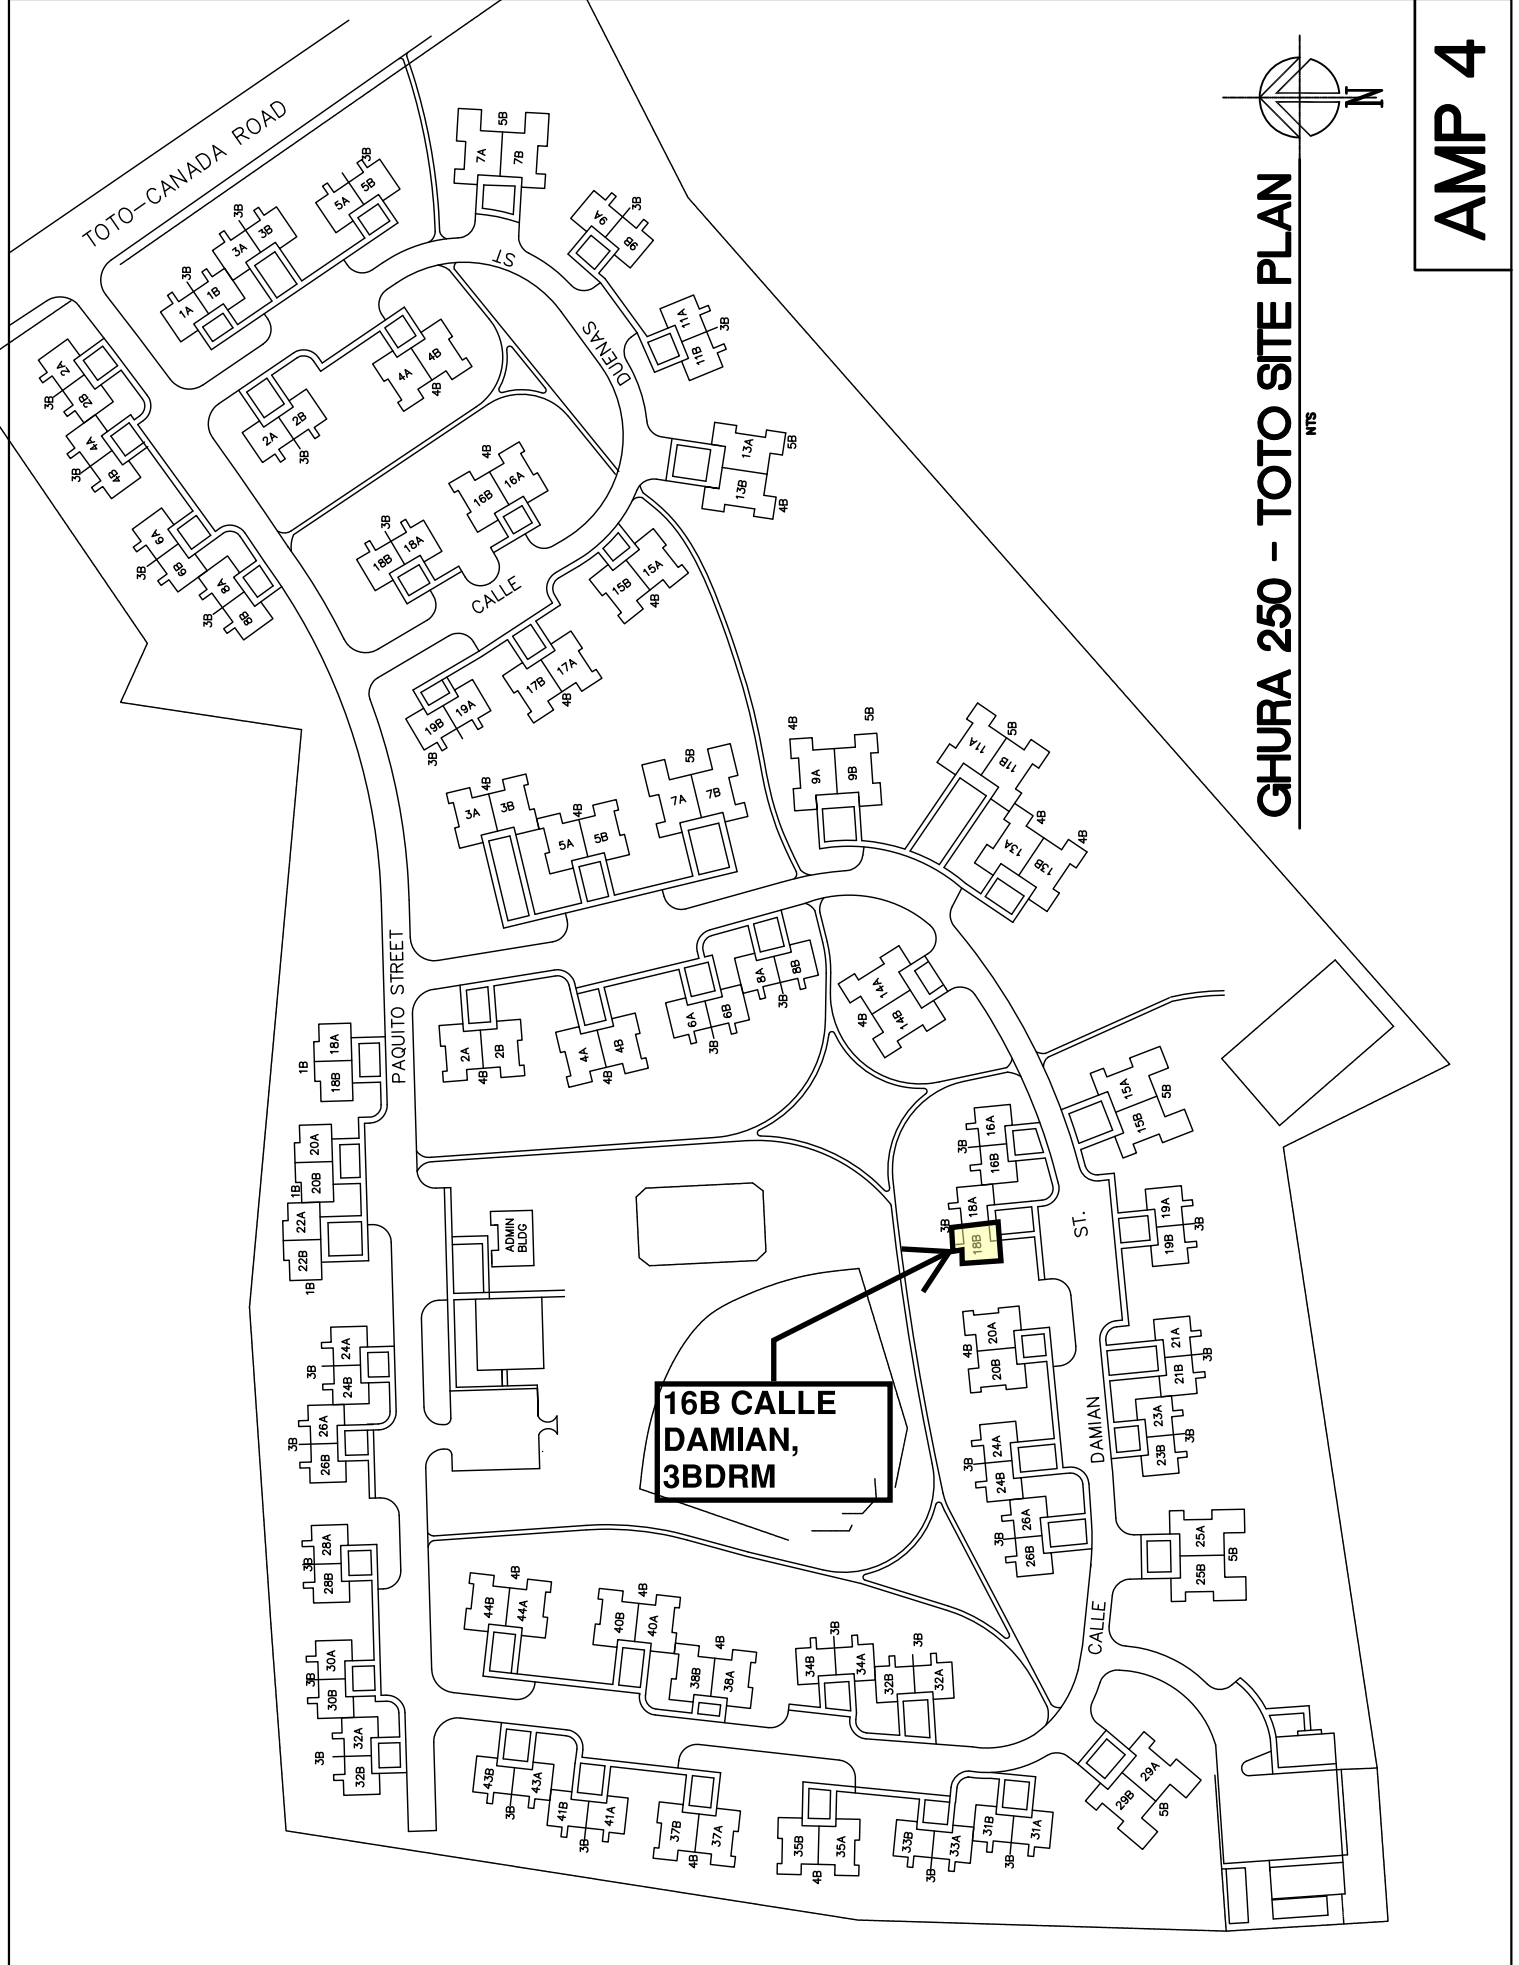 AMP 4
N
GHURA 250 - TOTO SITE PLAN
NTS
TOTO-CANADA ROAD
1A
1B
3B
3A
3B
3B
5A
5B
3B
7A
7B
5B
9A
9B
3B
11A
11B
3B
13A
13B
5B
4B
15A
15B
4B
17A
17B
4B
19A
19B
3B
DUENAS
ST
CALLE
2A
2B
3B
4A
4B
4B
16A
16B
4B
18A
18B
3B
2A
2B
3B
4A
4B
3B
6A
6B
3B
8A
8B
3B
PAQUITO STREET
3A
3B
4B
5A
5B
4B
7A
7B
5B
9A
9B
4B
5B
11A
11B
5B
13A
13B
4B
4B
2A
2B
4B
4A
4B
4B
6A
6B
3B
8A
8B
3B
14A
14B
4B
15A
15B
5B
16A
16B
3B
18A
18B
3B
19A
19B
3B
ST.
18A
18B
1B
20A
20B
1B
22A
22B
1B
ADMIN
BLDG
24A
24B
3B
26A
26B
3B
28A
28B
3B
30A
30B
3B
32A
32B
3B
16B CALLE
DAMIAN,
3BDRM
20A
20B
4B
21A
21B
3B
23A
23B
3B
DAMIAN
24A
24B
3B
26A
26B
3B
25A
25B
5B
CALLE
44B
44A
4B
40B
40A
4B
38B
38A
4B
34B
34A
3B
32B
32A
3B
43B
43A
3B
41B
41A
3B
37B
37A
4B
35B
35A
4B
33B
33A
3B
31B
31A
3B
29A
29B
5B